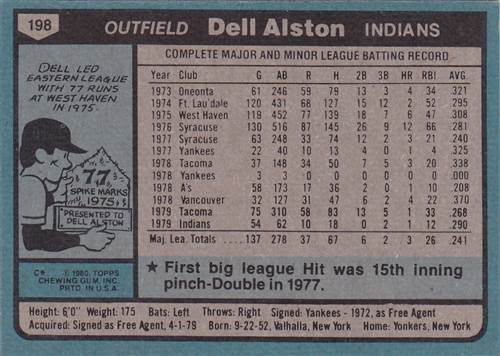 198 OUTFIELD Dell Alston INDIANS
DELL LED
EASTERN LEAGUE
WITH 77 RUNS
AT WEST HAVEN
IN 1975.
77
SPIKE MARKS
1975
PRESENTED TO
DELL ALSTON
C* © 1980. TOPPS
CHEWING GUM, INC.
PRTD. IN U.S.A.
COMPLETE MAJOR AND MINOR LEAGUE BATTING RECORD
Year Club G AB R H 2B 3B HR RBI AVG.
1973 Oneonta 61 246 59 79 13 3 4 34 .321
1974 Ft. Lau'dale 120 431 68 127 15 12 2 52 .295
1975 West Haven 119 452 77 139 18 7 6 47 .308
1976 Syracuse 130 516 87 145 26 9 12 66 .281
1977 Syracuse 63 248 33 74 12 2 3 21 .240
1977 Yankees 22 40 10 13 4 0 1 4 .325
1978 Tacoma 37 148 34 50 7 5 3 20 .338
1978 Yankees 3 3 0 0 0 0 0 0 .000
1978 A's 58 173 17 36 2 0 1 10 .208
1978 Vancouver 32 127 31 47 6 2 4 22 .370
1979 Tacoma 75 310 58 83 13 5 1 33 .268
1979 Indians 54 62 10 18 0 2 1 12 .290
Maj. Lea. Totals 137 278 37 67 6 2 3 26 .241
★ First big league Hit was 15th inning
pinch-Double in 1977.
Height: 6'0" Weight: 175 Bats: Left Throws: Right Signed: Yankees - 1972, as Free Agent
Acquired: Signed as Free Agent, 4-1-79 Born: 9-22-52, Valhalla, New York Home: Yonkers, New York